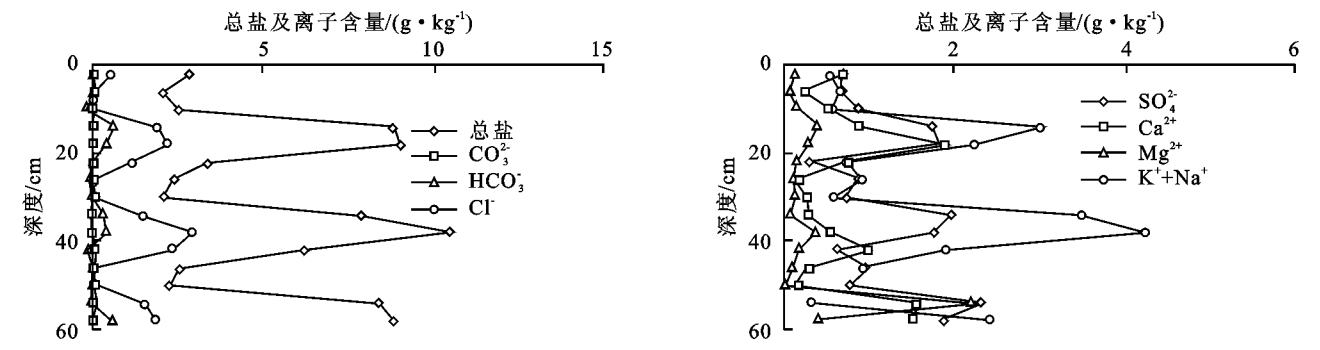 总盐及离子含量/(g·kg⁻¹)
5 10 15
0
20
40
60
深度/cm
总盐
CO₃²⁻
HCO₃⁻
Cl⁻
总盐及离子含量/(g·kg⁻¹)
2 4 6
0
20
40
60
深度/cm
SO₄²⁻
Ca²⁺
Mg²⁺
K⁺+Na⁺